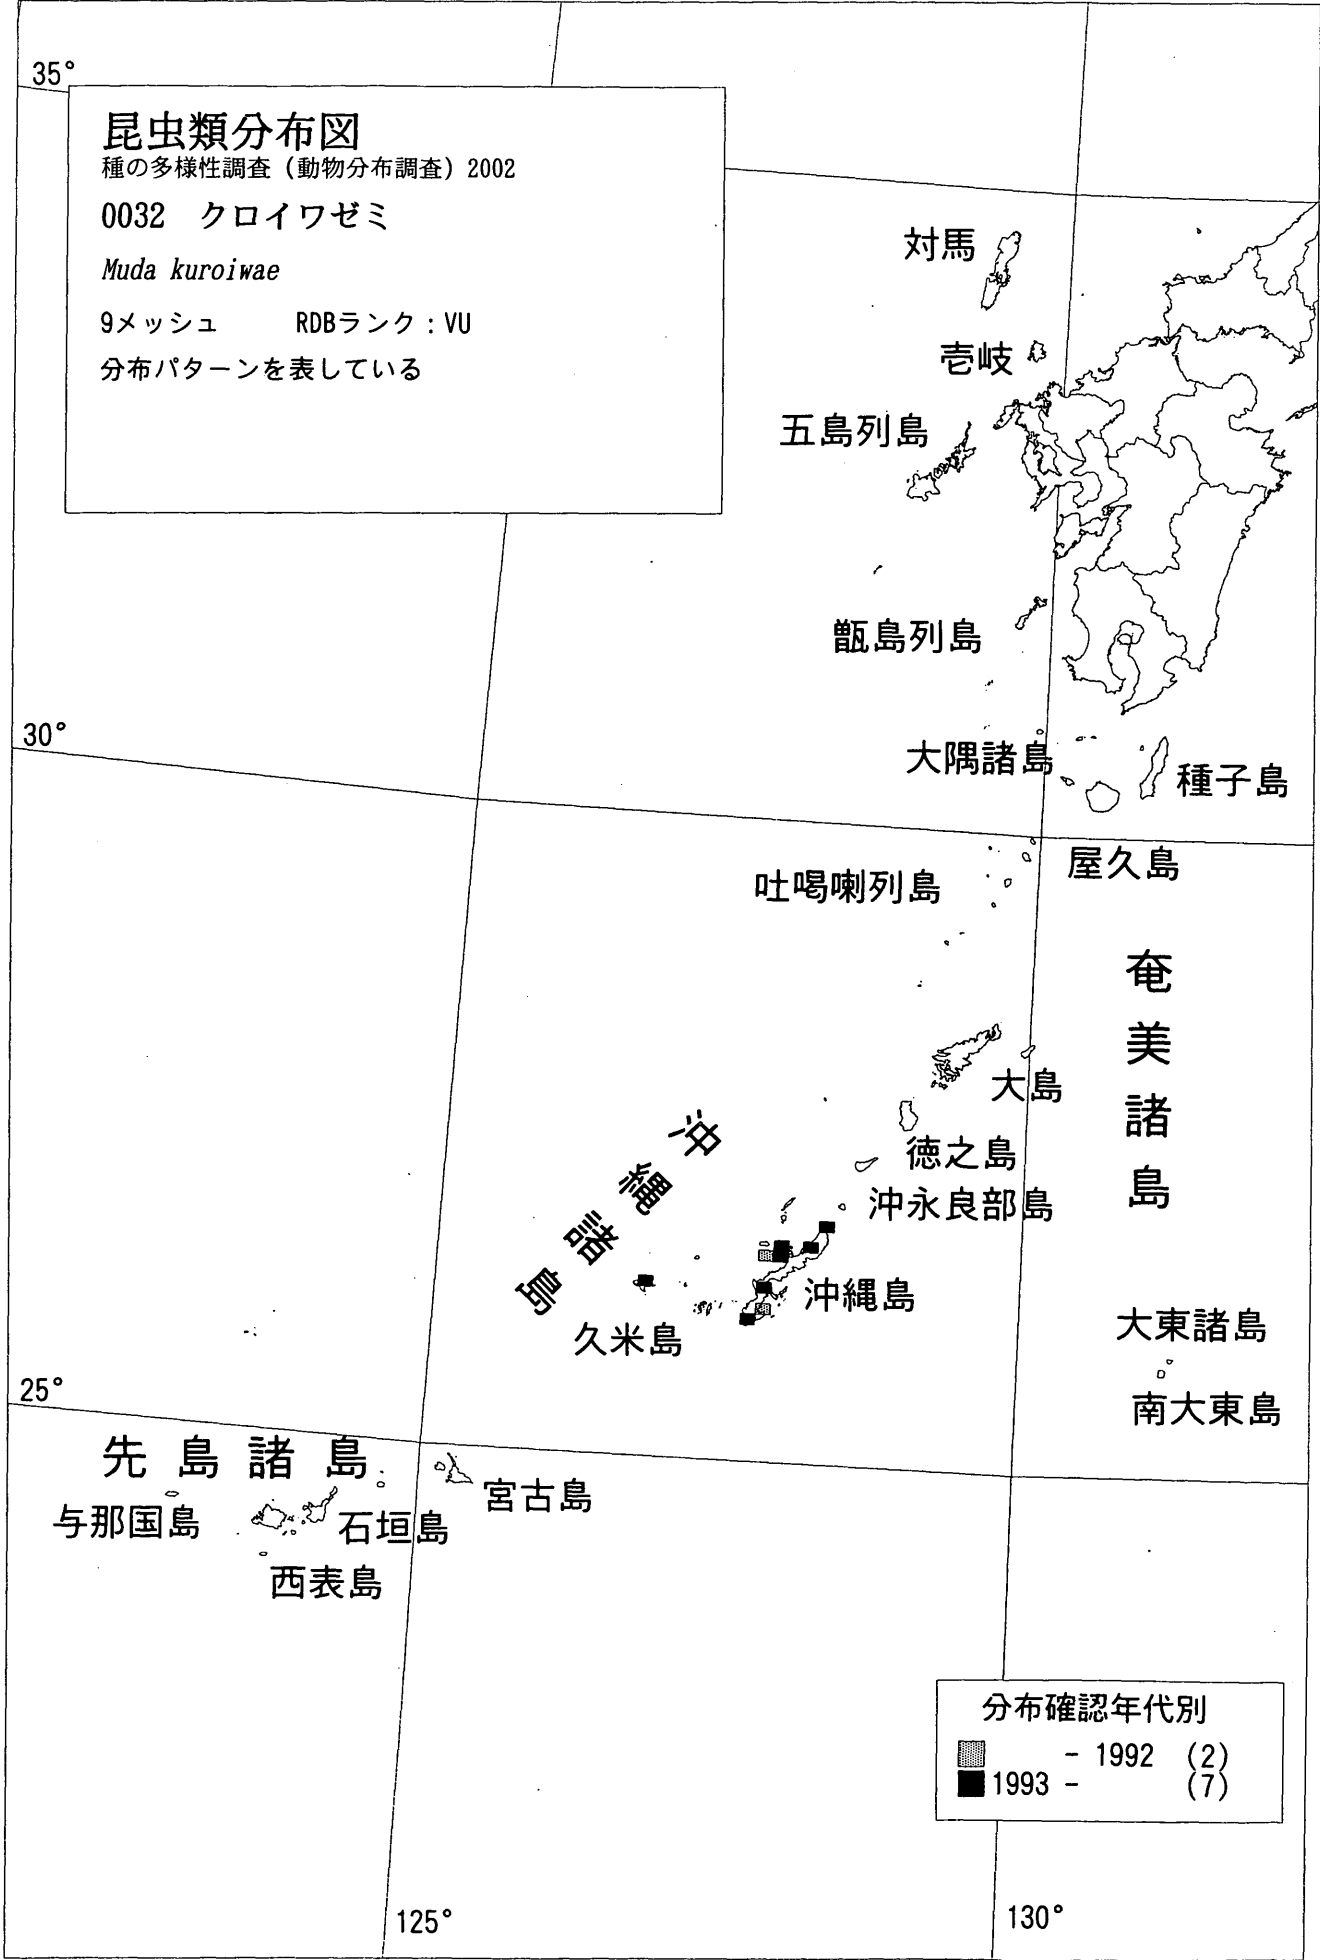 35°
昆虫類分布図
種の多様性調査（動物分布調査）2002
0032　クロイワゼミ
Muda kuroiwae
9メッシュ　　RDBランク：VU
分布パターンを表している
対馬
壱岐
五島列島
甑島列島
30°
大隅諸島
種子島
屋久島
吐喝喇列島
奄美諸島
大島
徳之島
沖永良部島
沖縄諸島
沖縄島
久米島
大東諸島
南大東島
25°
先島諸島
宮古島
与那国島
石垣島
西表島
分布確認年代別
- 1992 (2)
1993 - (7)
125°
130°